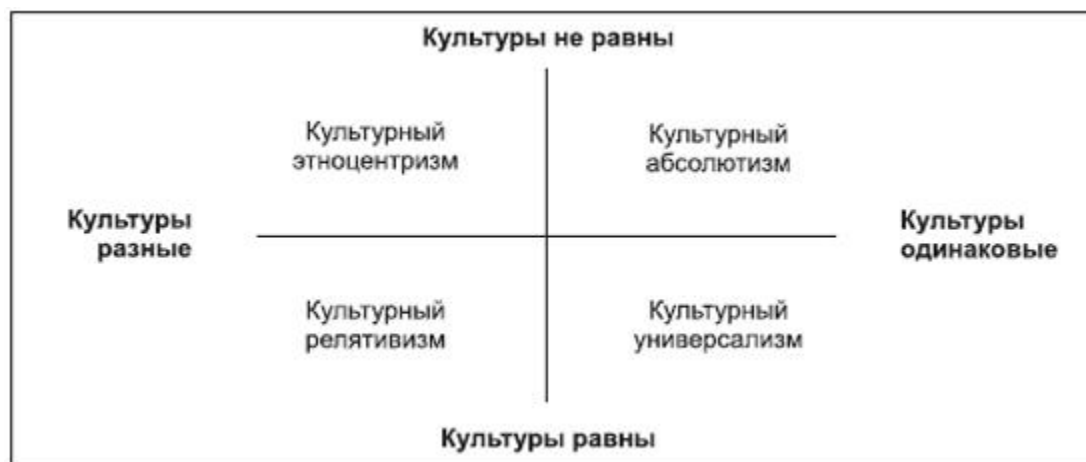 Культуры не равны
Культурный
этноцентризм
Культурный
абсолютизм
Культуры
разные
Культуры
одинаковые
Культурный
релятивизм
Культурный
универсализм
Культуры равны